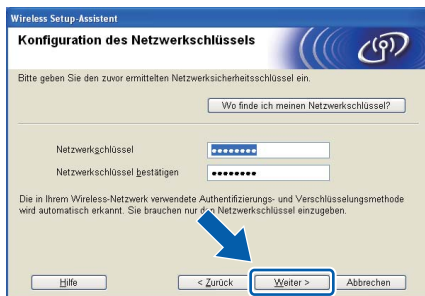 Wireless Setup-Assistent
Konfiguration des Netzwerkschlüssels
Bitte geben Sie den zuvor ermittelten Netzwerksicherheitsschlüssel ein.
Wo finde ich meinen Netzwerkschlüssel?
Netzwerkschlüssel ●●●●●●●●
Netzwerkschlüssel bestätigen ●●●●●●●●
Die in Ihrem Wireless-Netzwerk verwendete Authentifizierungs- und Verschlüsselungsmethode
wird automatisch erkannt. Sie brauchen nur den Netzwerkschlüssel einzugeben.
Hilfe < Zurück Weiter > Abbrechen